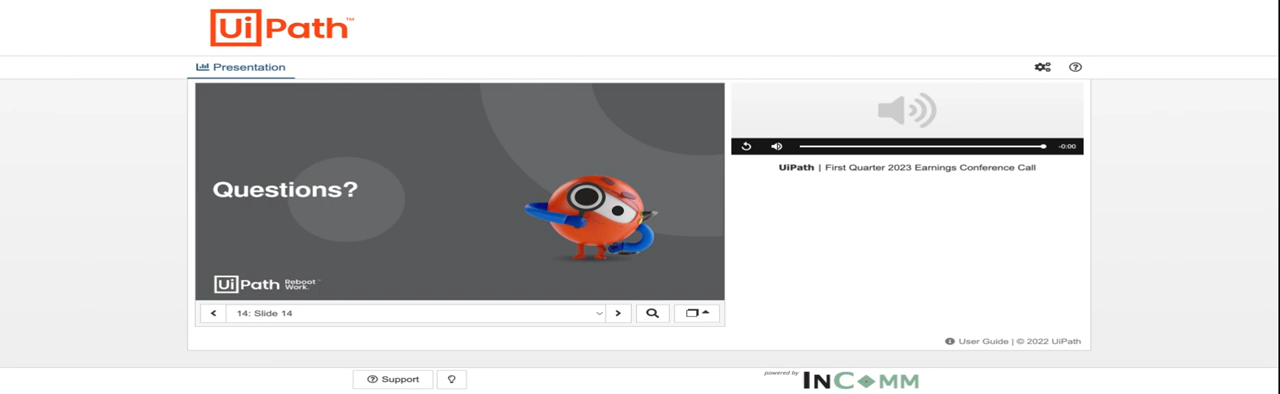 UiPath™
Presentation
Questions?
UiPath Reboot Work.™
14: Slide 14
-0:00
UiPath | First Quarter 2023 Earnings Conference Call
User Guide | © 2022 UiPath
Support
powered by INCOMM